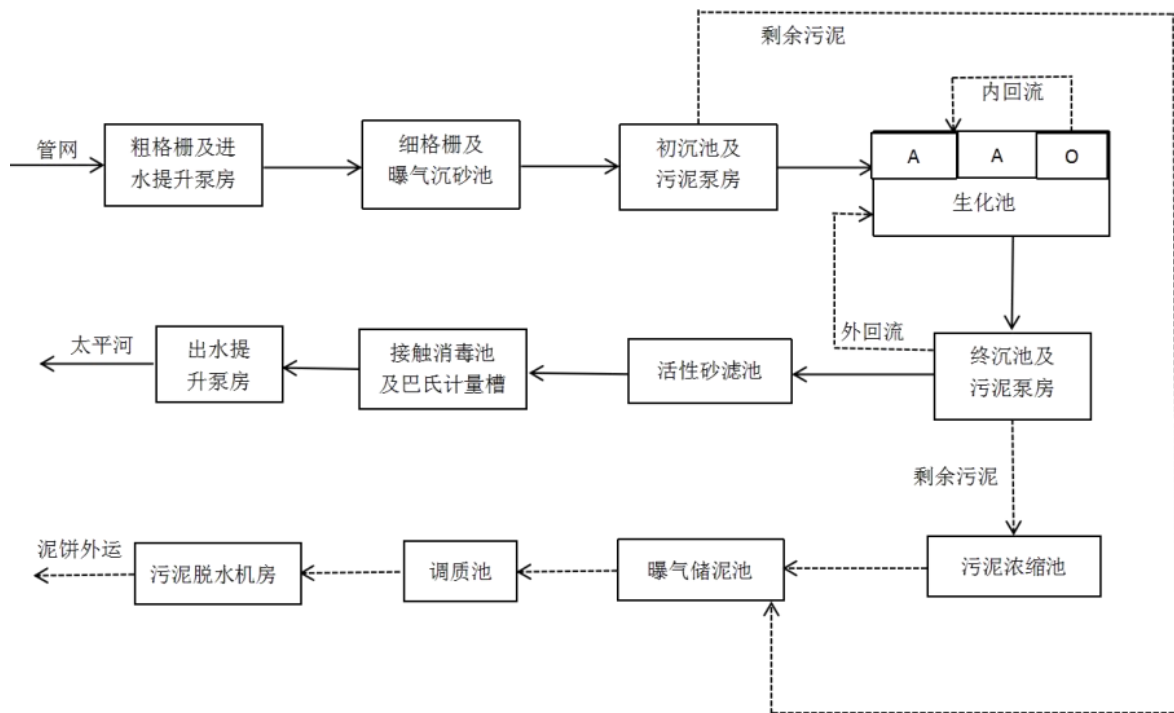 剩余污泥
内回流
管网
粗格栅及进
水提升泵房
细格栅及
曝气沉砂池
初沉池及
污泥泵房
A
A
O
生化池
外回流
太平河
出水提
升泵房
接触消毒池
及巴氏计量槽
活性砂滤池
终沉池及
污泥泵房
剩余污泥
泥饼外运
污泥脱水机房
调质池
曝气储泥池
污泥浓缩池